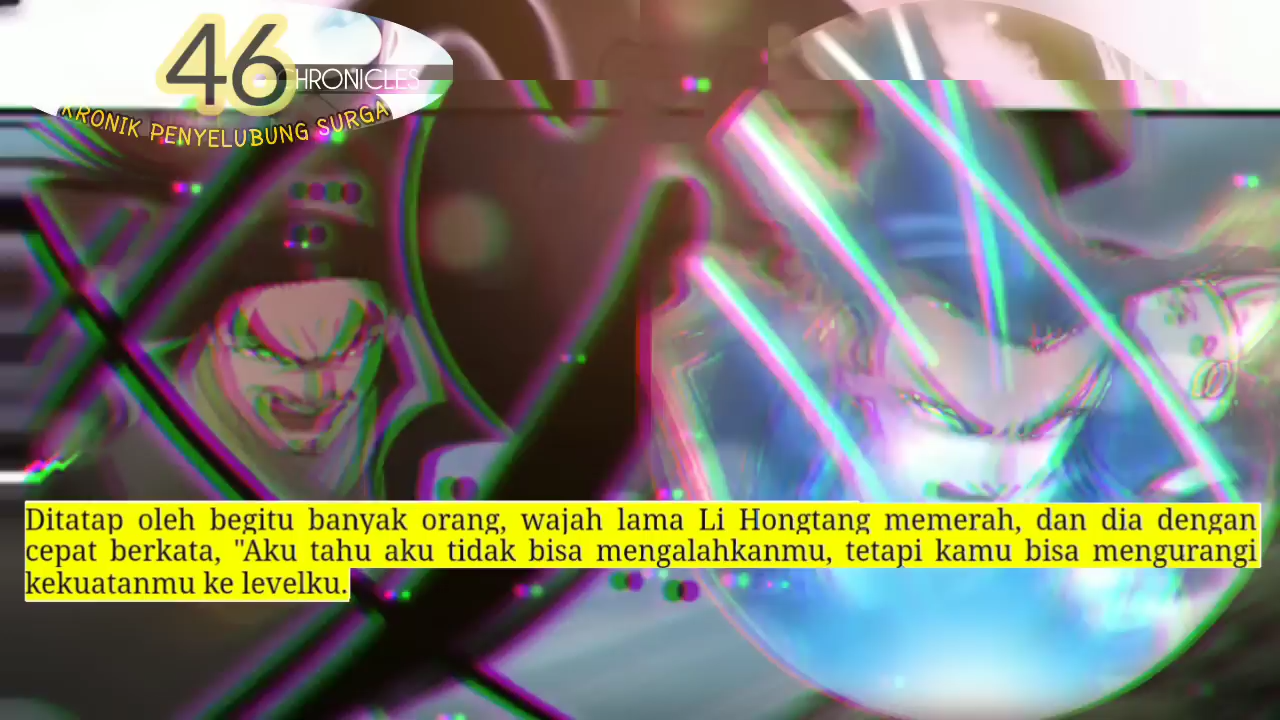 46
CHRONICLES
KRONIK PENYELUBUNG SURGA
Ditatap oleh begitu banyak orang, wajah lama Li Hongtang memerah, dan dia dengan
cepat berkata, "Aku tahu aku tidak bisa mengalahkanmu, tetapi kamu bisa mengurangi
kekuatanmu ke levelku.